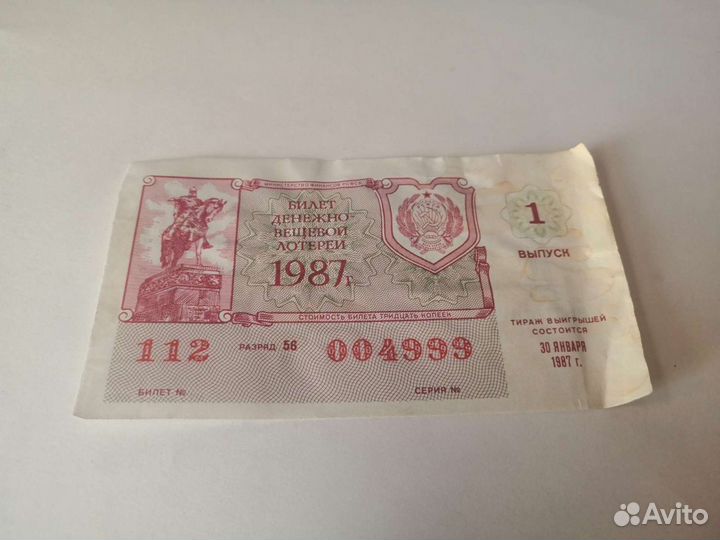 МИНИСТЕРСТВО ФИНАНСОВ РСФСР
БИЛЕТ
ДЕНЕЖНО-
ВЕЩЕВОЙ
ЛОТЕРЕИ
1987г.
СТОИМОСТЬ БИЛЕТА ТРИДЦАТЬ КОПЕЕК
112
РАЗРЯД 56
004999
БИЛЕТ №
СЕРИЯ №
1
ВЫПУСК
ТИРАЖ ВЫИГРЫШЕЙ
СОСТОИТСЯ
30 ЯНВАРЯ
1987 г.
Avito